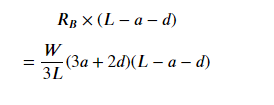 R_B × (L − a − d)
= W/3L (3a + 2d)(L − a − d)